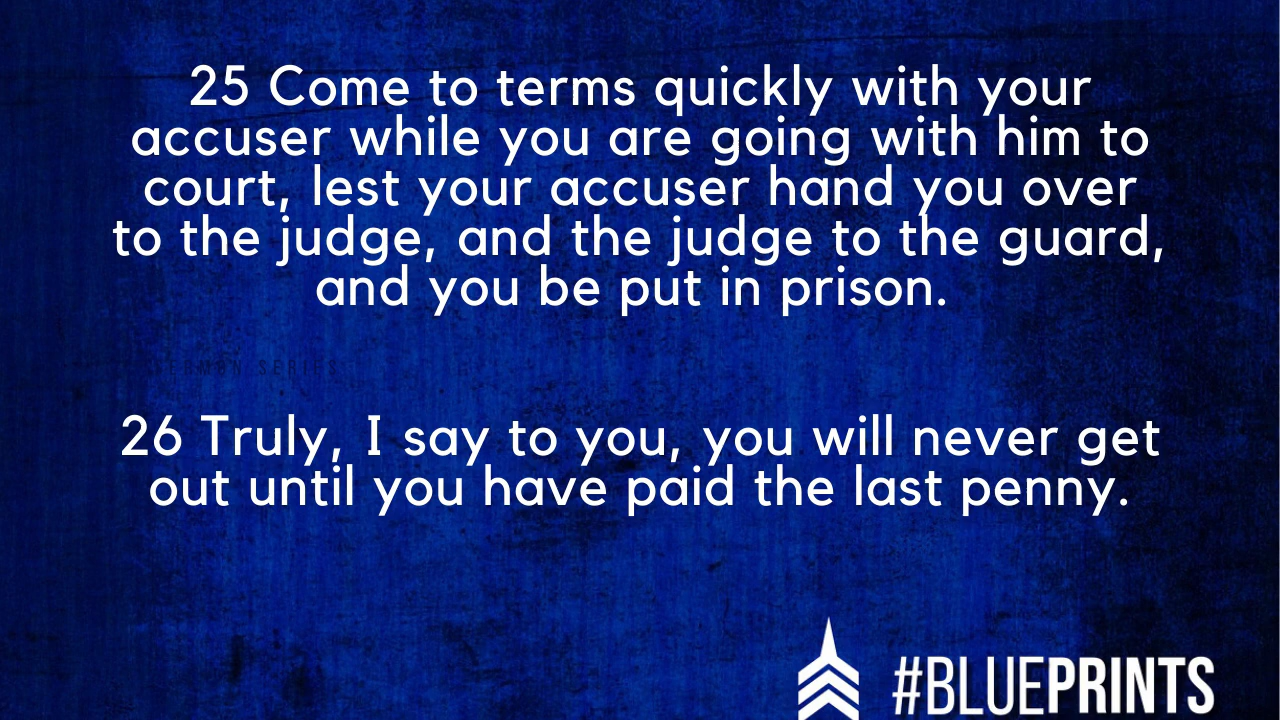 25 Come to terms quickly with your
accuser while you are going with him to
court, lest your accuser hand you over
to the judge, and the judge to the guard,
and you be put in prison.
SERMON SERIES
26 Truly, I say to you, you will never get
out until you have paid the last penny.
#BLUEPRINTS